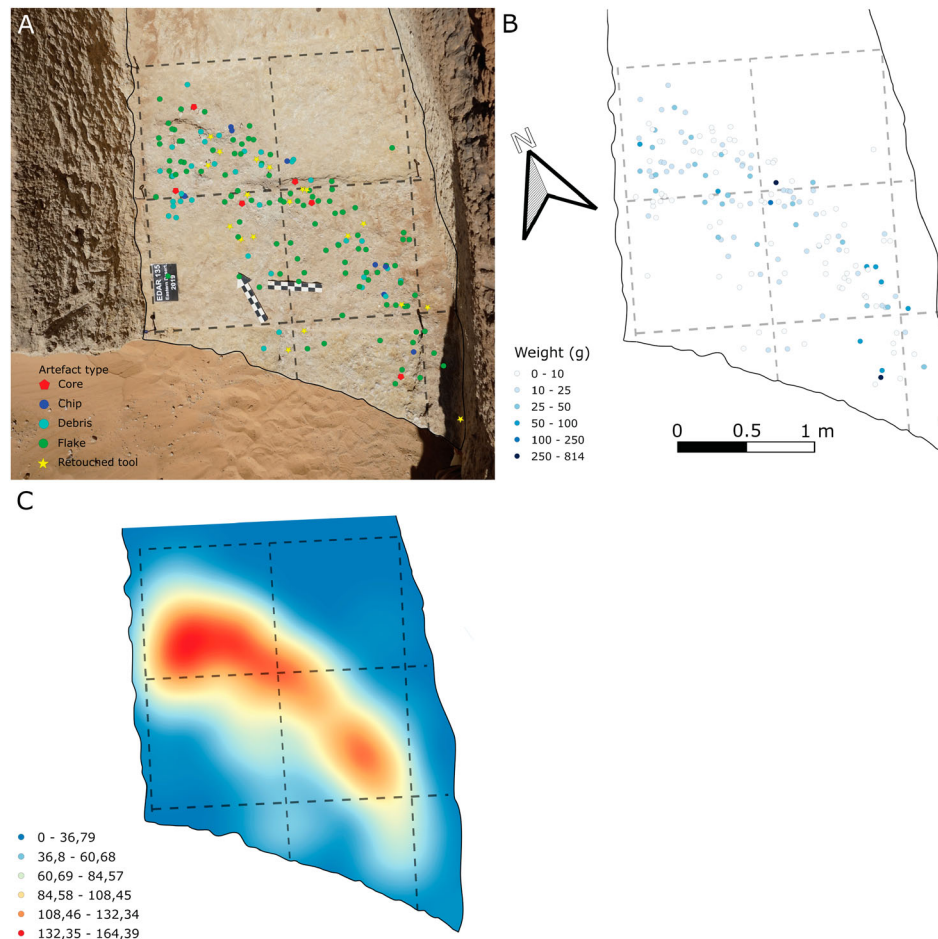 A
EDAR 135
Eastern Desert
2019
Artefact type
Core
Chip
Debris
Flake
Retouched tool
B
N
Weight (g)
0 - 10
10 - 25
25 - 50
50 - 100
100 - 250
250 - 814
0 0.5 1 m
C
0 - 36,79
36,8 - 60,68
60,69 - 84,57
84,58 - 108,45
108,46 - 132,34
132,35 - 164,39